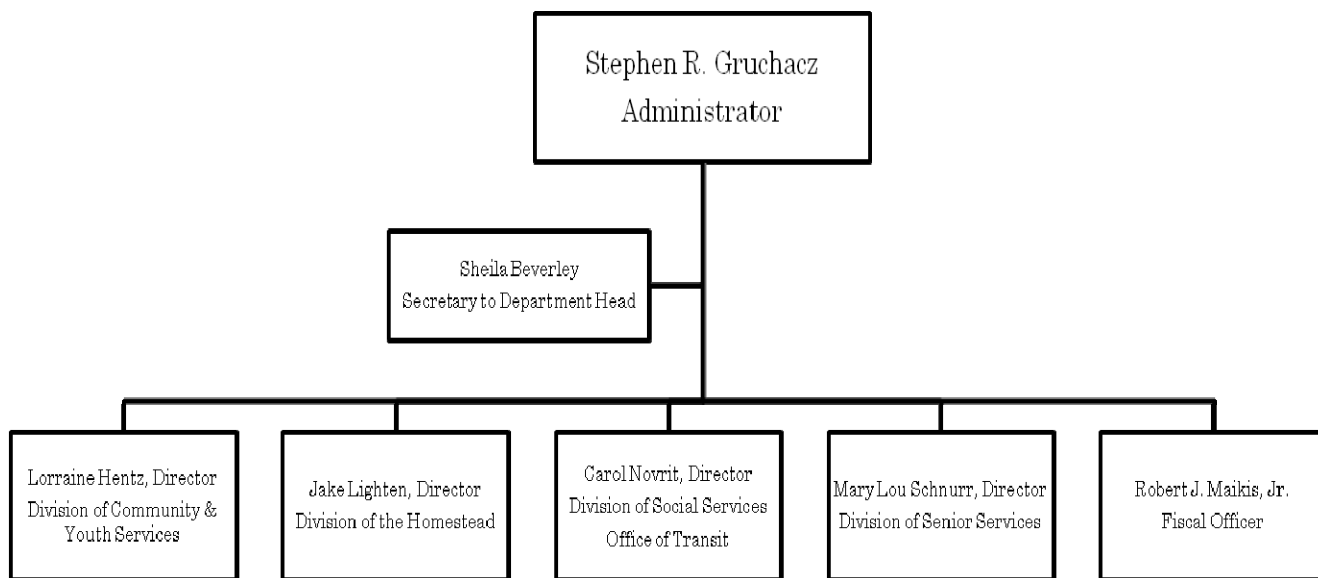 Stephen R. Gruchacz
Administrator
Sheila Beverley
Secretary to Department Head
Lorraine Hentz, Director
Division of Community &
Youth Services
Jake Lighten, Director
Division of the Homestead
Carol Novrit, Director
Division of Social Services
Office of Transit
Mary Lou Schnurr, Director
Division of Senior Services
Robert J. Maikis, Jr.
Fiscal Officer